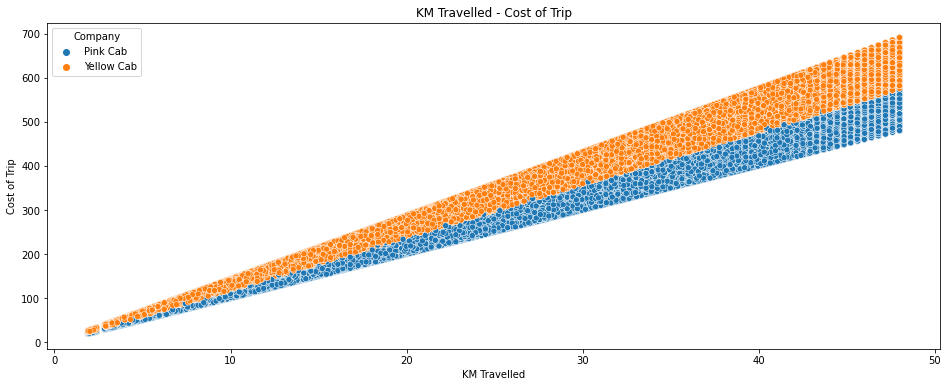 KM Travelled - Cost of Trip
Company
Pink Cab
Yellow Cab
Cost of Trip
700
600
500
400
300
200
100
0
0 10 20 30 40 50
KM Travelled